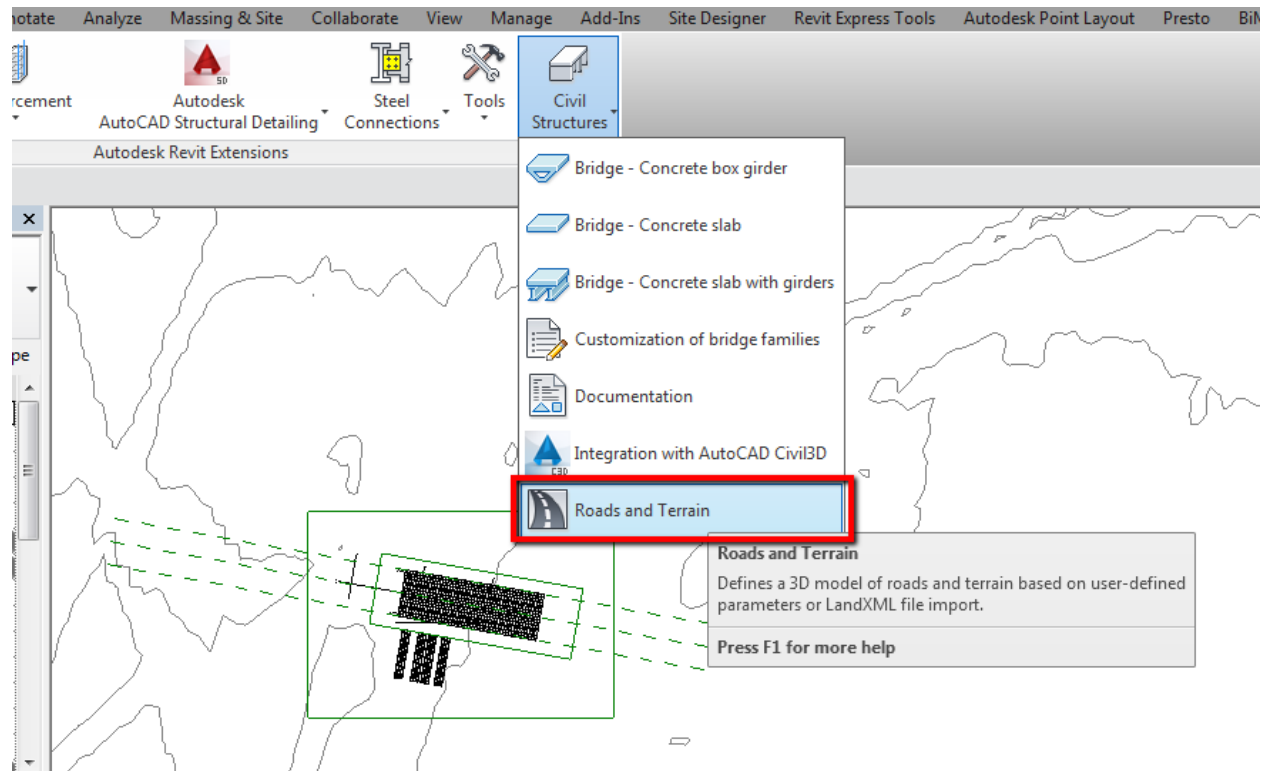 Analyze Massing & Site Collaborate View Manage Add-Ins Site Designer Revit Express Tools Autodesk Point Layout Presto
5D
Autodesk
AutoCAD Structural Detailing
Steel
Connections
Tools
Civil
Structures
Autodesk Revit Extensions
Bridge - Concrete box girder
Bridge - Concrete slab
Bridge - Concrete slab with girders
Customization of bridge families
Documentation
Integration with AutoCAD Civil3D
C3D
Roads and Terrain
Roads and Terrain
Defines a 3D model of roads and terrain based on user-defined
parameters or LandXML file import.
Press F1 for more help